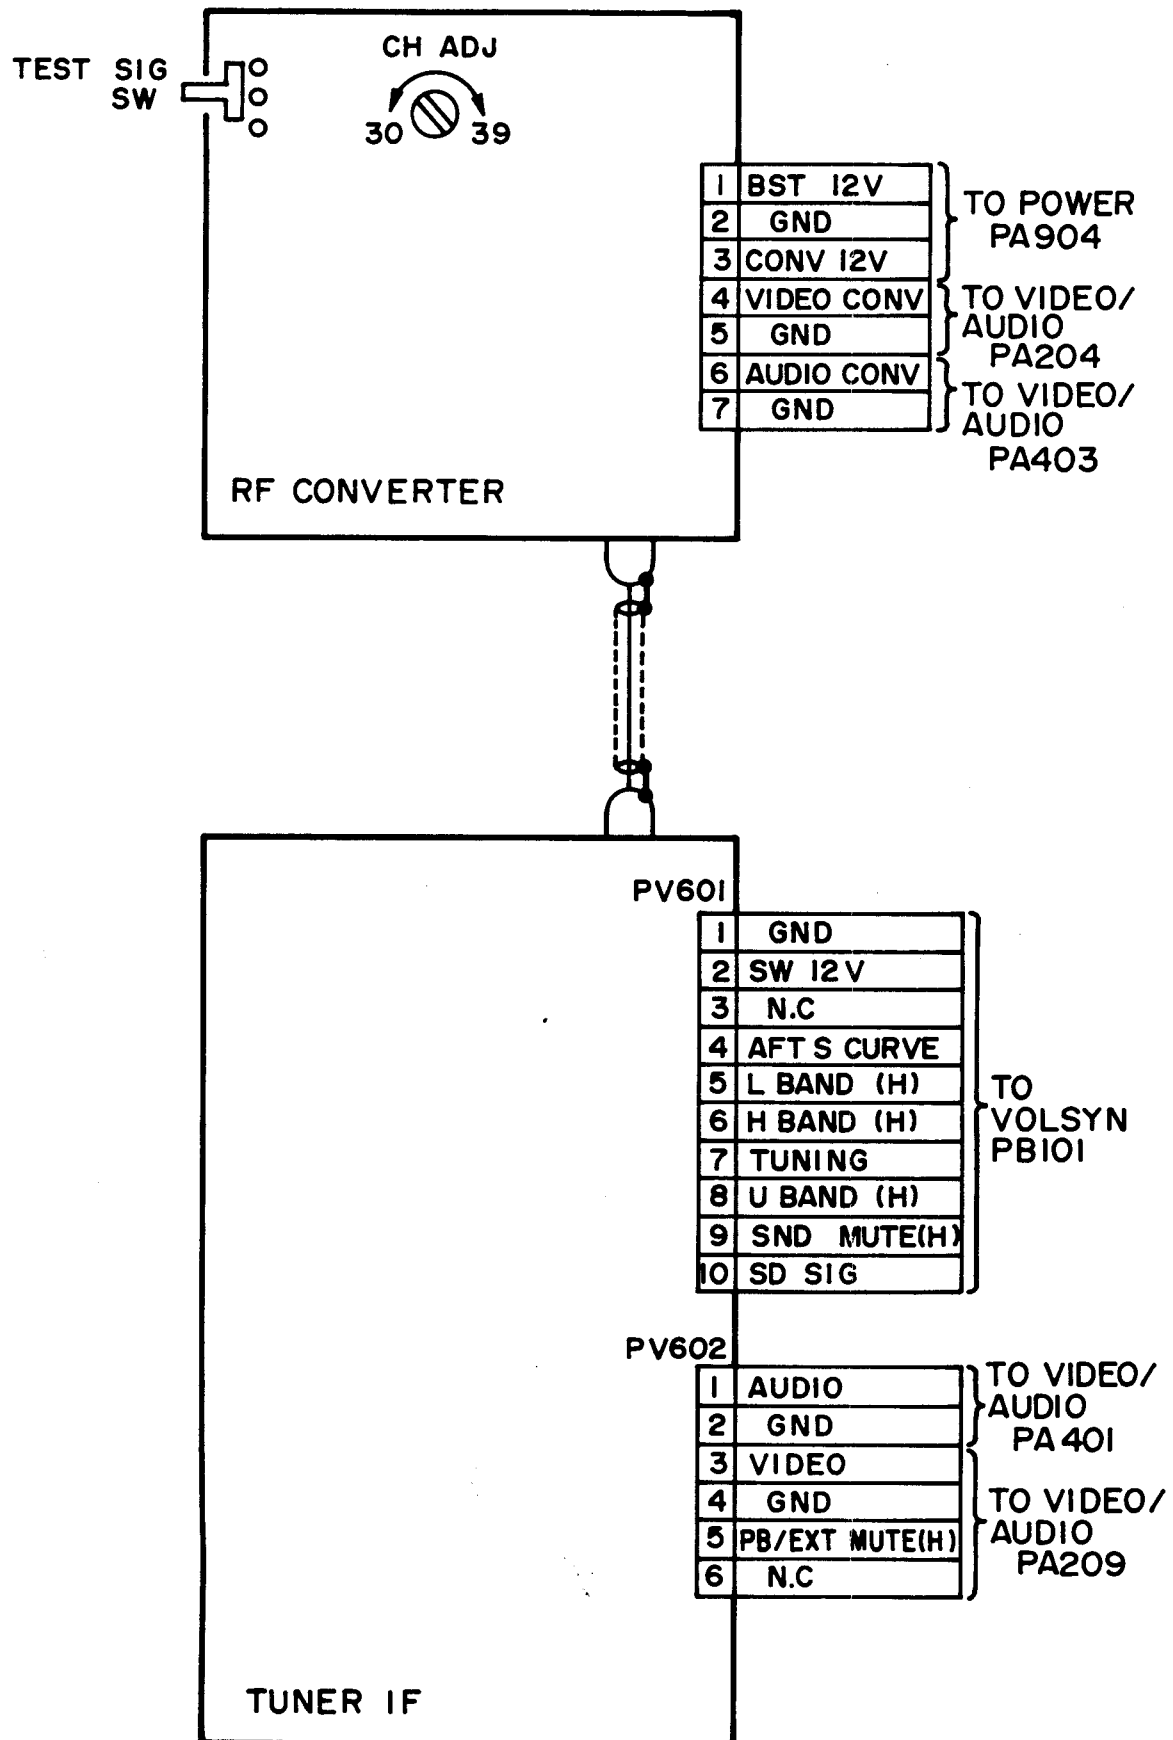 CH ADJ
TEST SIG
SW
30 39
1 BST 12V
2 GND
3 CONV 12V
TO POWER
PA904
4 VIDEO CONV
5 GND
TO VIDEO/
AUDIO
PA204
6 AUDIO CONV
7 GND
TO VIDEO/
AUDIO
PA403
RF CONVERTER
PV601
1 GND
2 SW 12V
3 N.C
4 AFT S CURVE
5 L BAND (H)
6 H BAND (H)
7 TUNING
8 U BAND (H)
9 SND MUTE(H)
10 SD SIG
TO
VOLSYN
PB101
PV602
1 AUDIO
2 GND
TO VIDEO/
AUDIO
PA401
3 VIDEO
4 GND
5 PB/EXT MUTE(H)
6 N.C
TO VIDEO/
AUDIO
PA209
TUNER IF